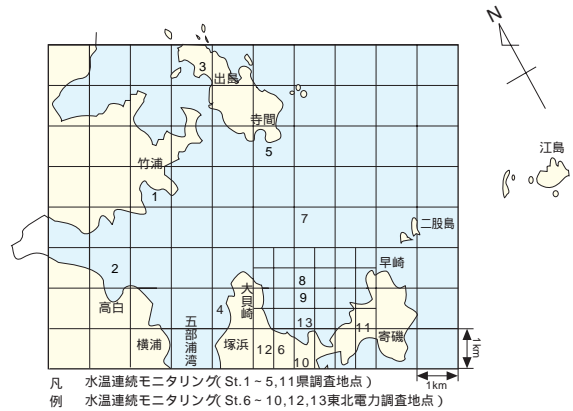 N
3
出島
寺間
江島
5
竹浦
1
7
二股島
2
早崎
8
大貝崎
9
高白
4
五部浦湾
13
11
横浦
塚浜
12
6
寄磯
10
1km
1km
凡 水温連続モニタリング(St.1~5,11県調査地点)
例 水温連続モニタリング(St.6~10,12,13東北電力調査地点)